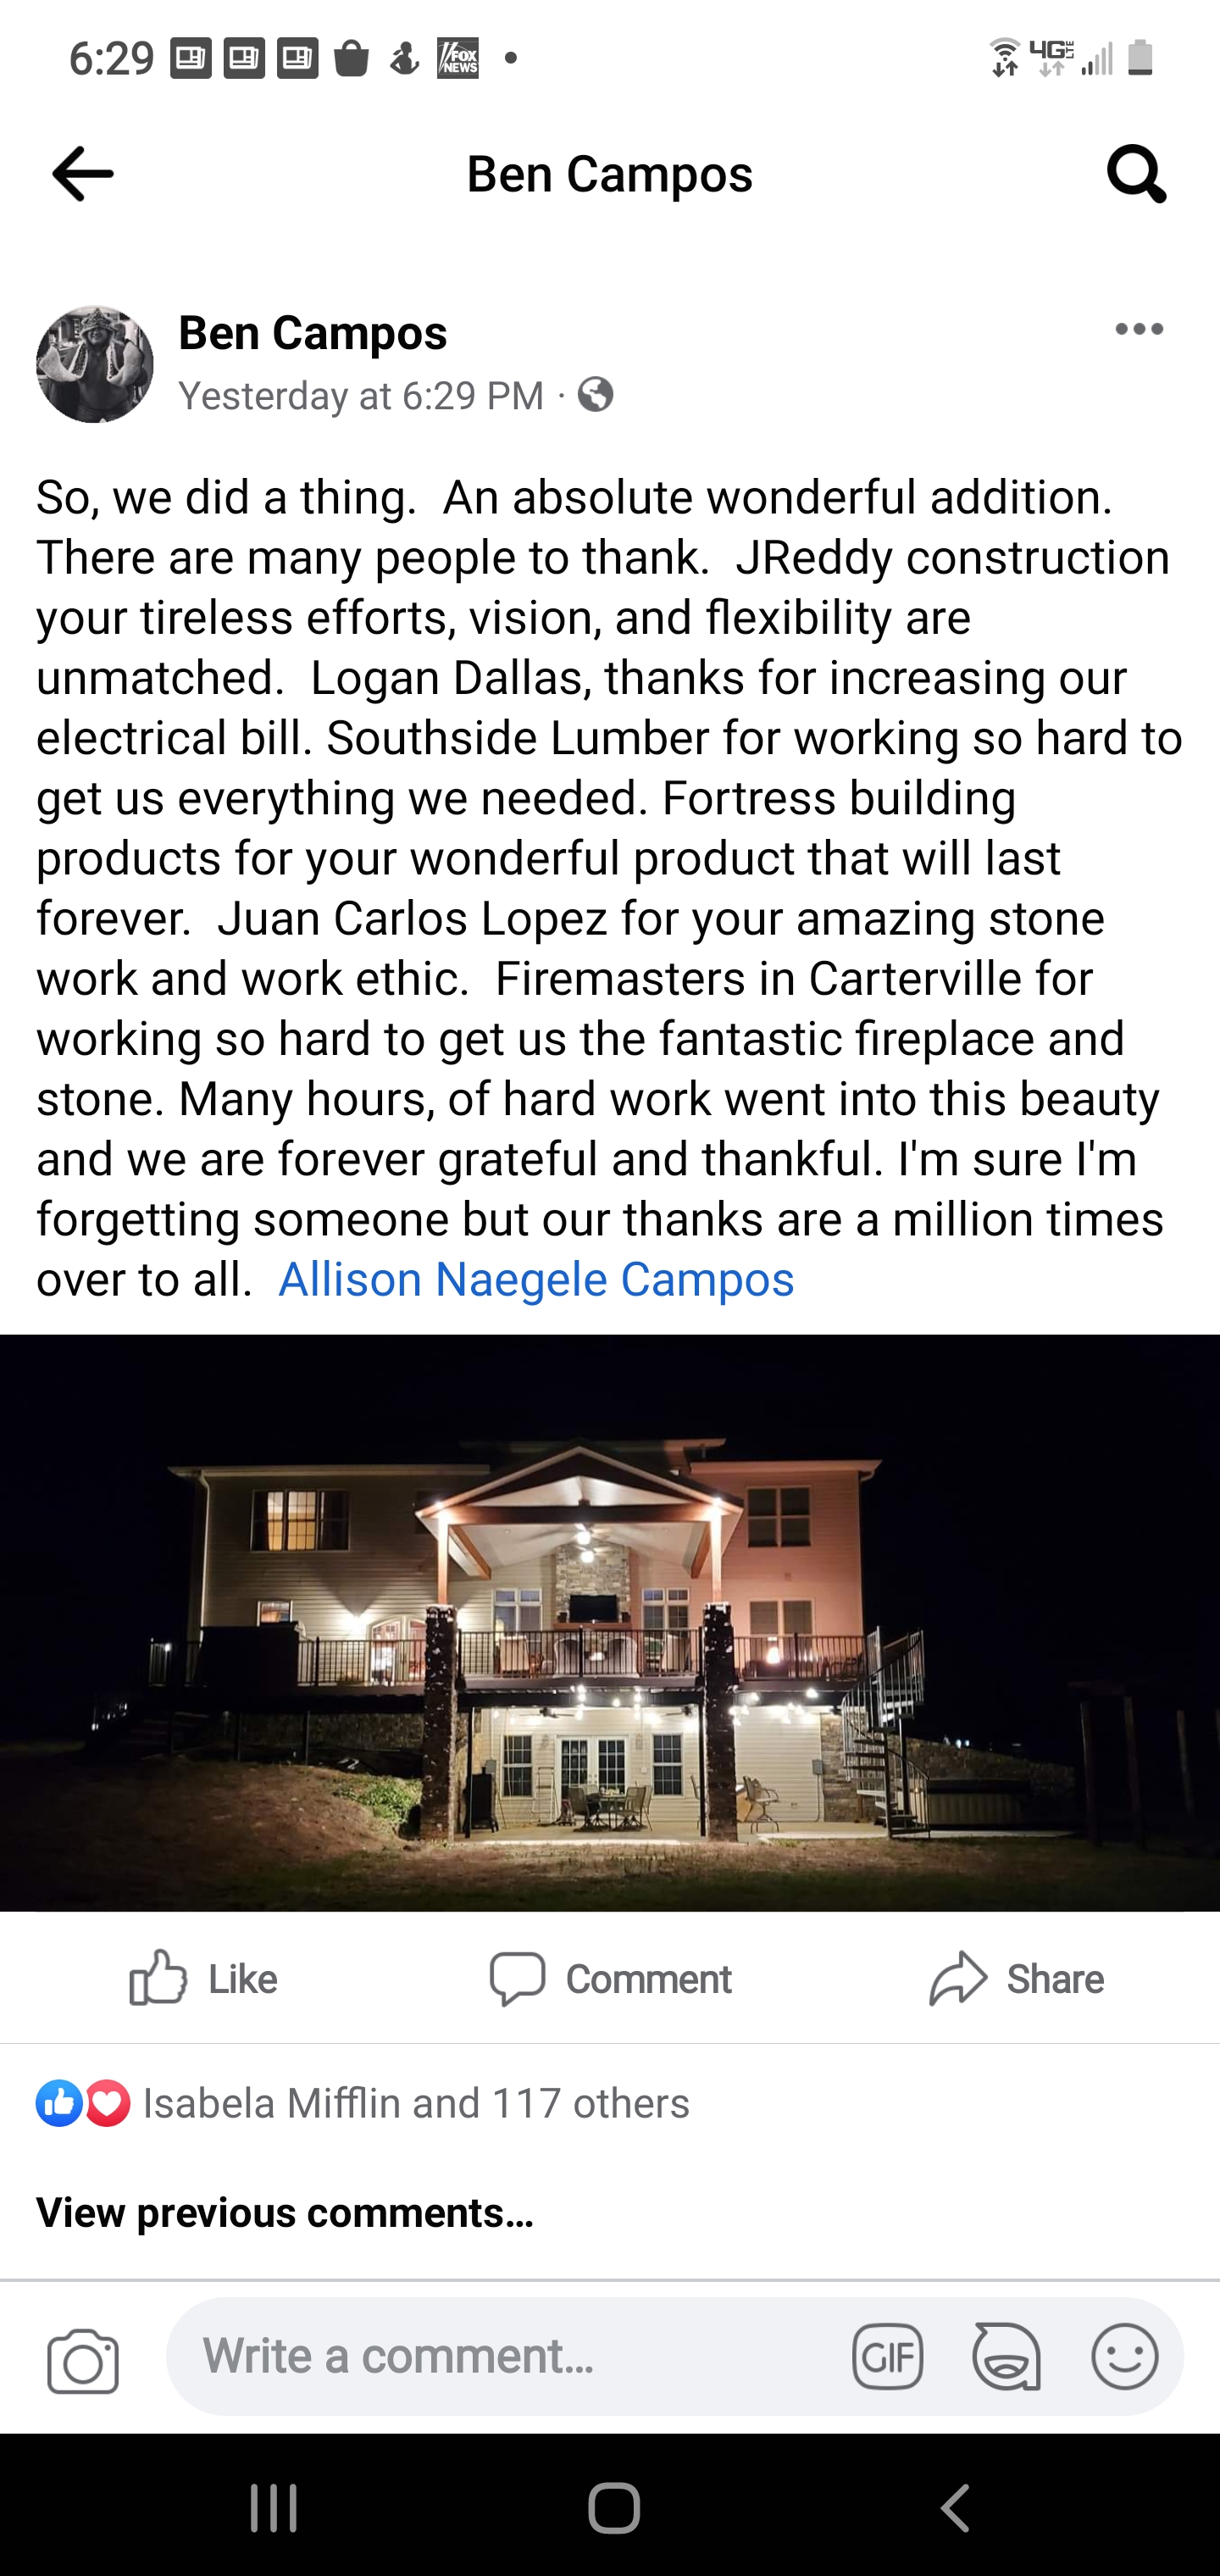 6:29
FOX
NEWS
4G LTE
Ben Campos
Ben Campos
Yesterday at 6:29 PM ·
So, we did a thing.  An absolute wonderful addition.
There are many people to thank.  JReddy construction
your tireless efforts, vision, and flexibility are
unmatched.  Logan Dallas, thanks for increasing our
electrical bill. Southside Lumber for working so hard to
get us everything we needed. Fortress building
products for your wonderful product that will last
forever.  Juan Carlos Lopez for your amazing stone
work and work ethic.  Firemasters in Carterville for
working so hard to get us the fantastic fireplace and
stone. Many hours, of hard work went into this beauty
and we are forever grateful and thankful. I'm sure I'm
forgetting someone but our thanks are a million times
over to all.  Allison Naegele Campos
Like
Comment
Share
Isabela Mifflin and 117 others
View previous comments...
Write a comment...
GIF